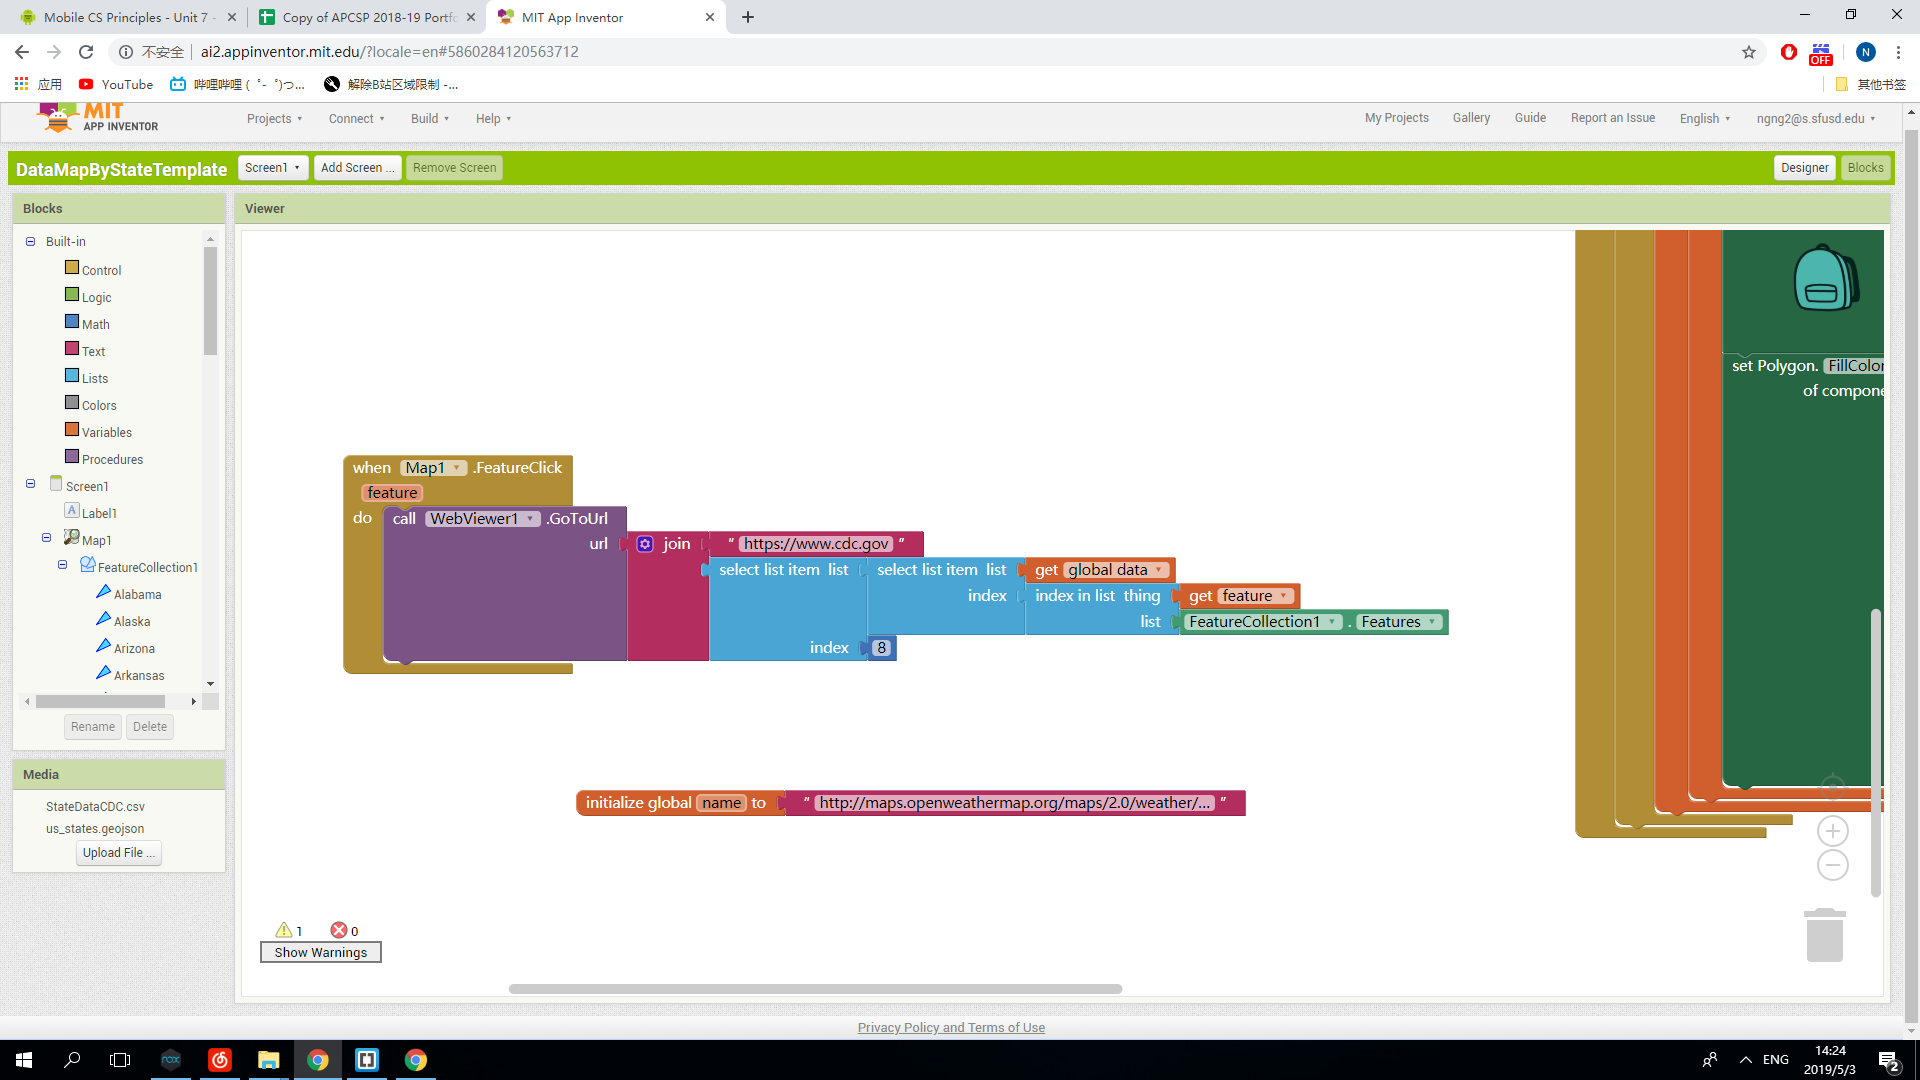 Mobile CS Principles - Unit 7 -
Copy of APCSP 2018-19 Portfo
MIT App Inventor
不安全
ai2.appinventor.mit.edu/?locale=en#5860284120563712
OFF
N
应用
YouTube
哔哩哔哩 ( ゜- ゜)つ...
解除B站区域限制 -...
其他书签
MIT
APP INVENTOR
Projects
Connect
Build
Help
My Projects
Gallery
Guide
Report an Issue
English
ngng2@s.sfusd.edu
DataMapByStateTemplate
Screen1
Add Screen ...
Remove Screen
Designer
Blocks
Blocks
Viewer
Built-in
Control
Logic
Math
Text
Lists
Colors
Variables
Procedures
Screen1
Label1
Map1
FeatureCollection1
Alabama
Alaska
Arizona
Arkansas
Rename
Delete
Media
StateDataCDC.csv
us_states.geojson
Upload File ...
when Map1 .FeatureClick
feature
do call WebViewer1 .GoToUrl
url join " https://www.cdc.gov "
select list item list select list item list get global data
index index in list thing get feature
list FeatureCollection1 . Features
index 8
initialize global name to " http://maps.openweathermap.org/maps/2.0/weather/... "
set Polygon. FillColor
of compone
1 0
Show Warnings
Privacy Policy and Terms of Use
nox
ENG
14:24
2019/5/3
2